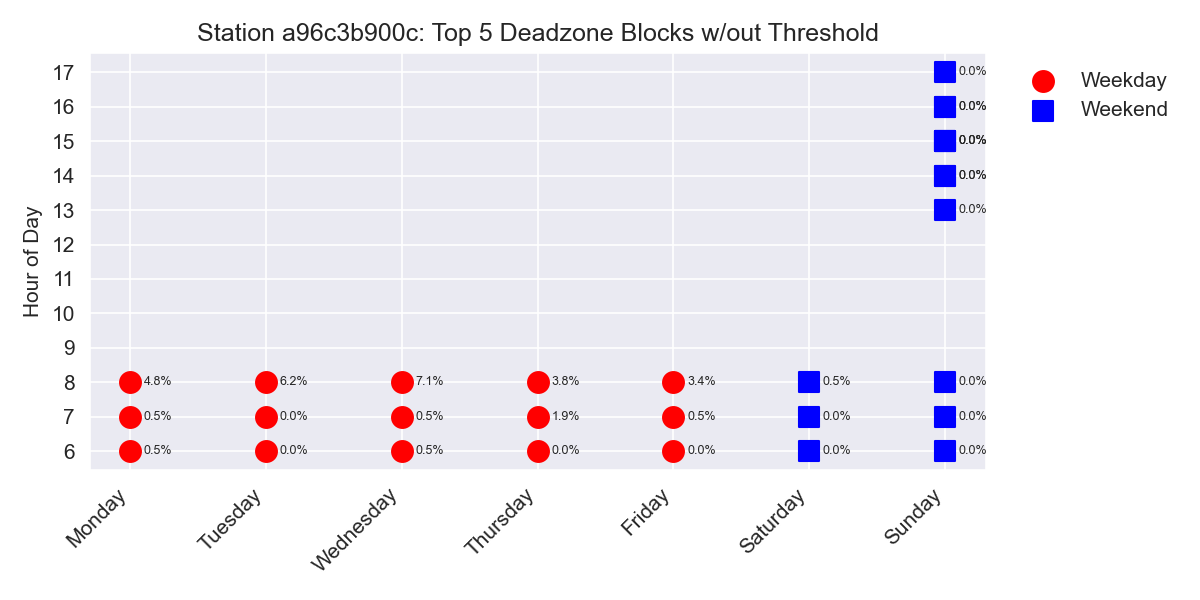 Station a96c3b900c: Top 5 Deadzone Blocks w/out Threshold
Hour of Day
17 0.0%
16 0.0%
15 0.0%
14 0.0%
13 0.0%
12
11
10
9
8 4.8% 6.2% 7.1% 3.8% 3.4% 0.5% 0.0%
7 0.5% 0.0% 0.5% 1.9% 0.5% 0.0% 0.0%
6 0.5% 0.0% 0.5% 0.0% 0.0% 0.0% 0.0%
Monday
Tuesday
Wednesday
Thursday
Friday
Saturday
Sunday
Weekday
Weekend